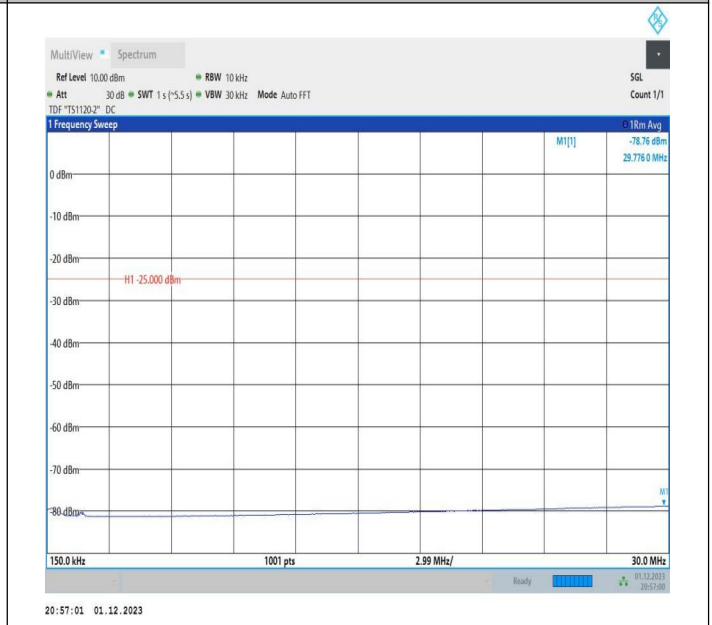 MultiView Spectrum
Ref Level 10.00 dBm RBW 10 kHz SGL
Att 30 dB SWT 1 s (~5.5 s) VBW 30 kHz Mode Auto FFT Count 1/1
TDF "TS1120-2" DC
1 Frequency Sweep 1Rm Avg
M1[1] -78.76 dBm
29.776 0 MHz
0 dBm
-10 dBm
-20 dBm
H1 -25.000 dBm
-30 dBm
-40 dBm
-50 dBm
-60 dBm
-70 dBm
M1
-80 dBm
150.0 kHz 1001 pts 2.99 MHz/ 30.0 MHz
Ready 01.12.2023
20:57:00
20:57:01 01.12.2023